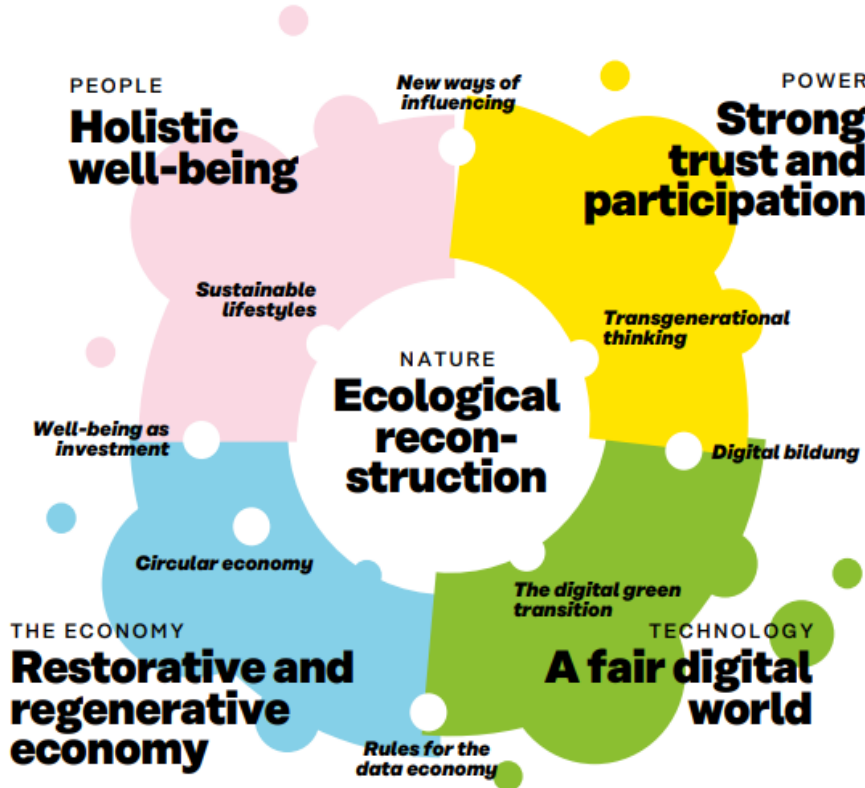 PEOPLE
Holistic
well-being
New ways of
influencing
POWER
Strong
trust and
participation
Sustainable
lifestyles
Transgenerational
thinking
NATURE
Ecological
recon-
struction
Well-being as
investment
Digital bildung
Circular economy
The digital green
transition
THE ECONOMY
Restorative and
regenerative
economy
TECHNOLOGY
A fair digital
world
Rules for the
data economy